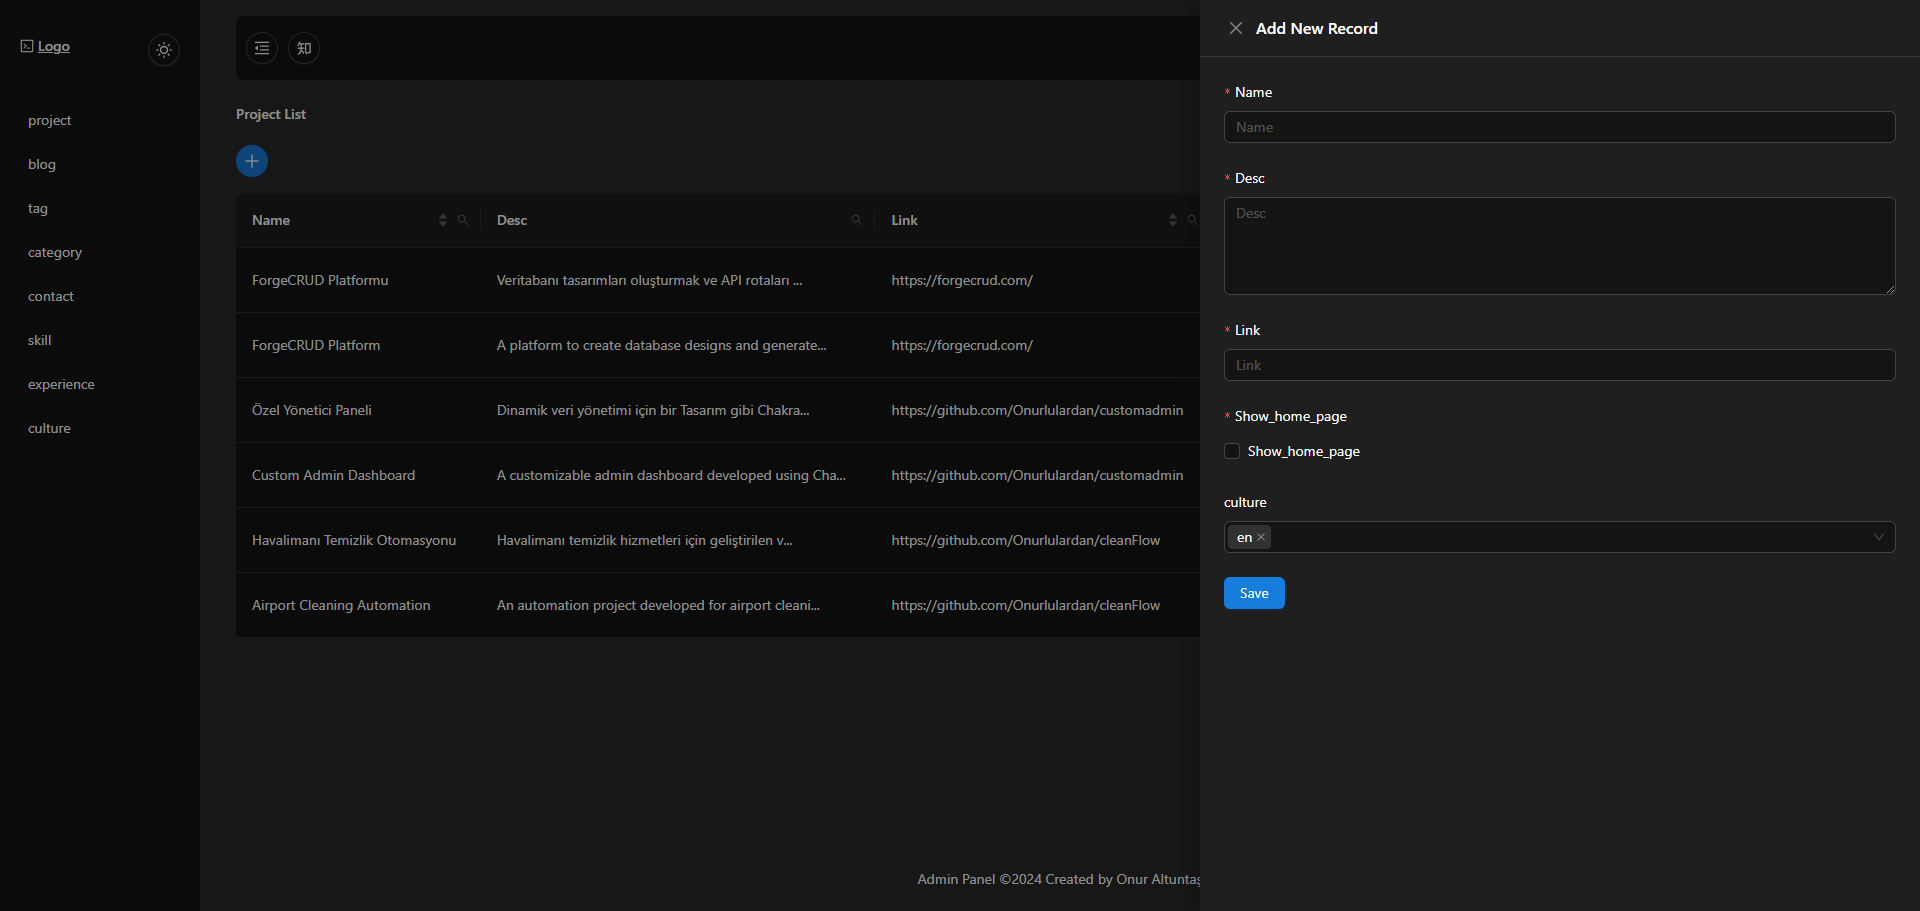 Logo
project
blog
tag
category
contact
skill
experience
culture
知
Project List
Name Desc Link
ForgeCRUD Platformu Veritabanı tasarımları oluşturmak ve API rotaları ... https://forgecrud.com/
ForgeCRUD Platform A platform to create database designs and generate... https://forgecrud.com/
Özel Yönetici Paneli Dinamik veri yönetimi için bir Tasarım gibi Chakra... https://github.com/Onurlulardan/customadmin
Custom Admin Dashboard A customizable admin dashboard developed using Cha... https://github.com/Onurlulardan/customadmin
Havalimanı Temizlik Otomasyonu Havalimanı temizlik hizmetleri için geliştirilen v... https://github.com/Onurlulardan/cleanFlow
Airport Cleaning Automation An automation project developed for airport cleani... https://github.com/Onurlulardan/cleanFlow
Admin Panel ©2024 Created by Onur Altuntaş
Add New Record
* Name
Name
* Desc
Desc
* Link
Link
* Show_home_page
Show_home_page
culture
en
Save